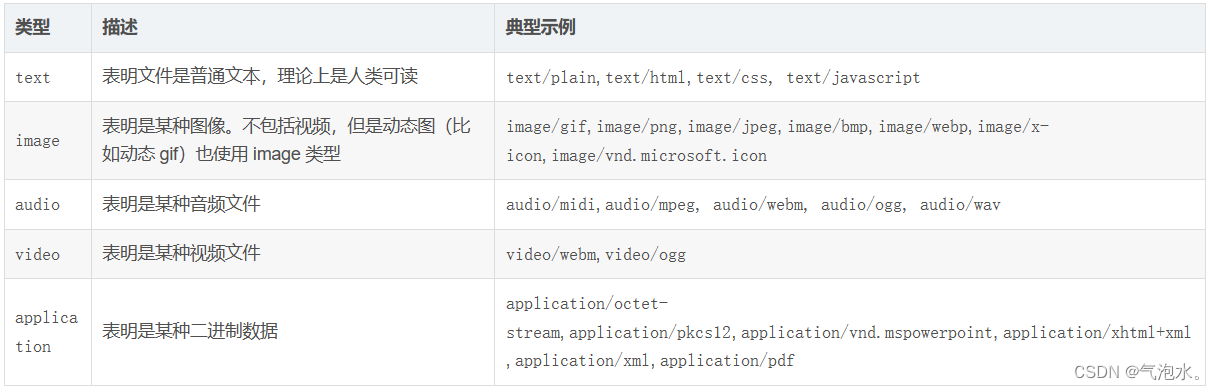 类型 描述 典型示例
text 表明文件是普通文本，理论上是人类可读 text/plain,text/html,text/css, text/javascript
image
表明是某种图像。不包括视频，但是动态图（比
如动态 gif）也使用 image 类型
image/gif,image/png,image/jpeg,image/bmp,image/webp,image/x-
icon,image/vnd.microsoft.icon
audio 表明是某种音频文件 audio/midi,audio/mpeg, audio/webm, audio/ogg, audio/wav
video 表明是某种视频文件 video/webm,video/ogg
applica
tion
表明是某种二进制数据
application/octet-
stream,application/pkcs12,application/vnd.mspowerpoint,application/xhtml+xml
,application/xml,application/pdf
CSDN @气泡水。